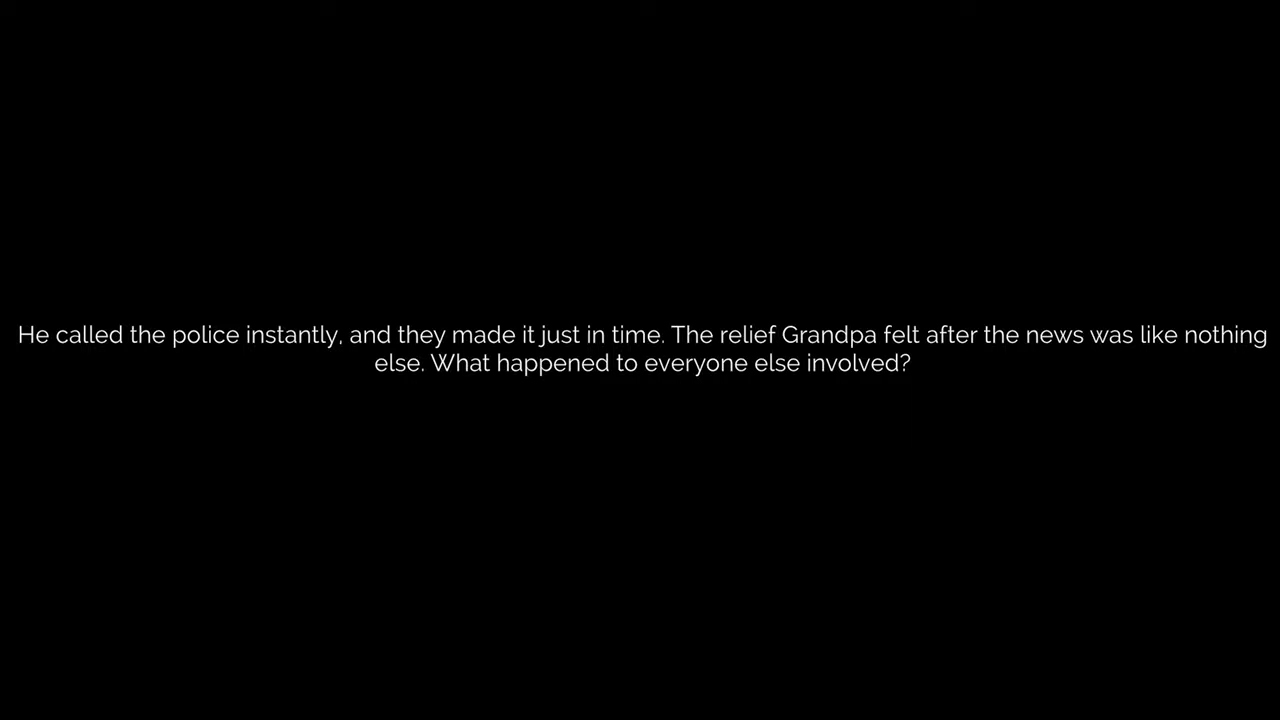 He called the police instantly, and they made it just in time. The relief Grandpa felt after the news was like nothing
else. What happened to everyone else involved?